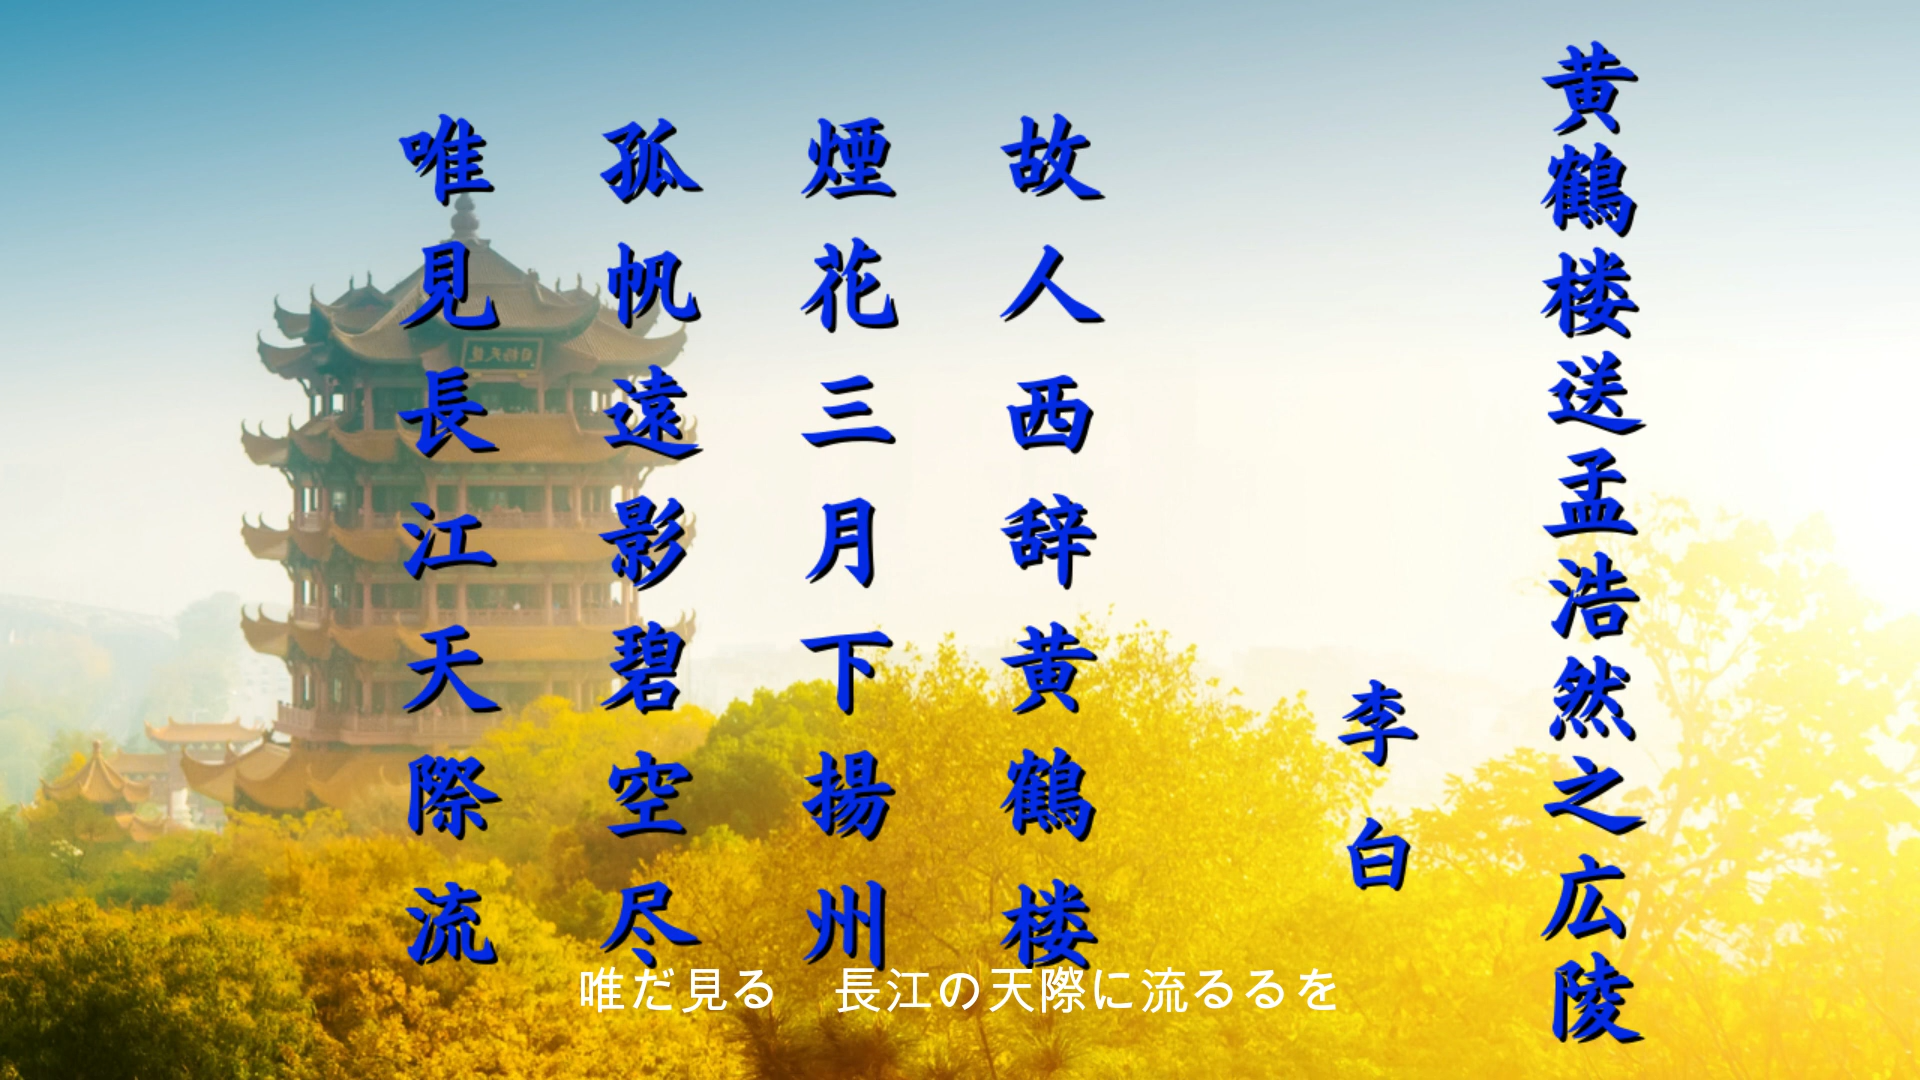 黄鶴楼送孟浩然之広陵
李白
故人西辞黄鶴楼
煙花三月下揚州
孤帆遠影碧空尽
唯見長江天際流
唯だ見る　長江の天際に流るるを